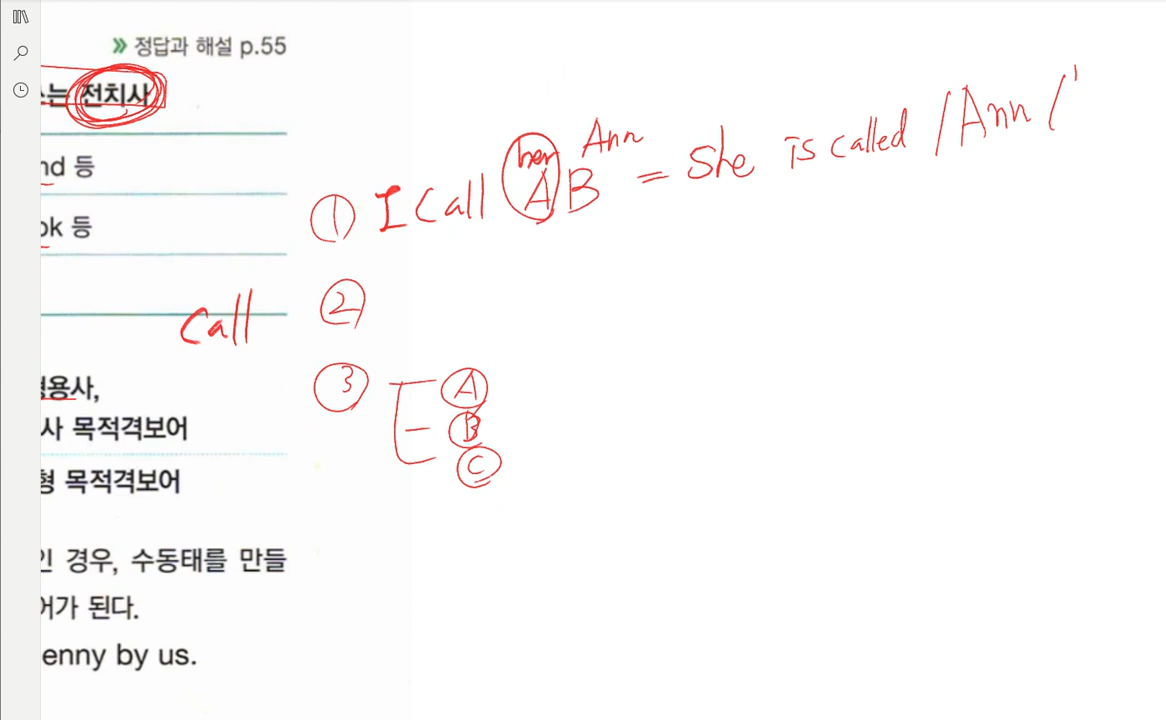 » 정답과 해설 p.55
는 전치사
nd 등
ok 등
call
형용사,
사 목적격보어
형 목적격보어
인 경우, 수동태를 만들
어가 된다.
enny by us.
① I call A B = she is called / Ann /
her Ann
②
③ A
B
C